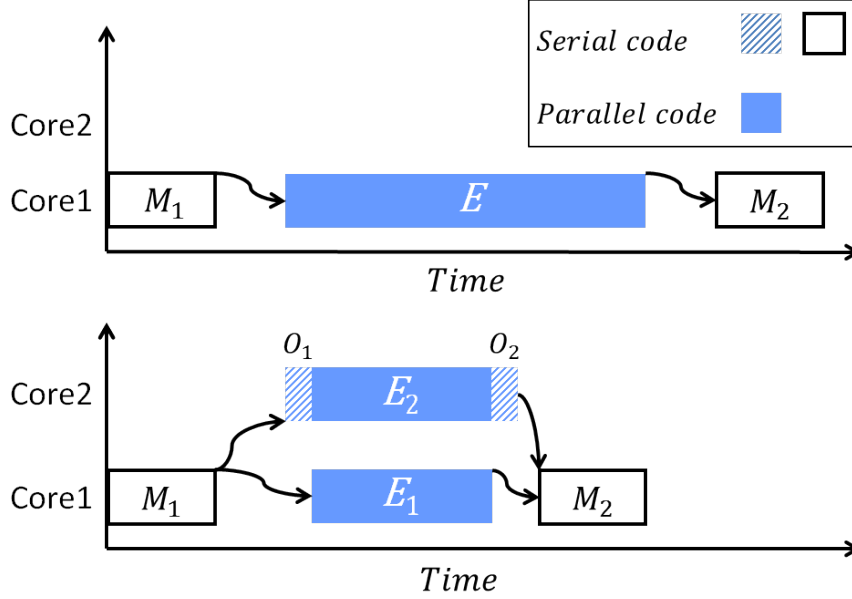 Serial code
Parallel code
Core2
Core1
M₁
E
M₂
Time
O₁
O₂
Core2
E₂
Core1
M₁
E₁
M₂
Time